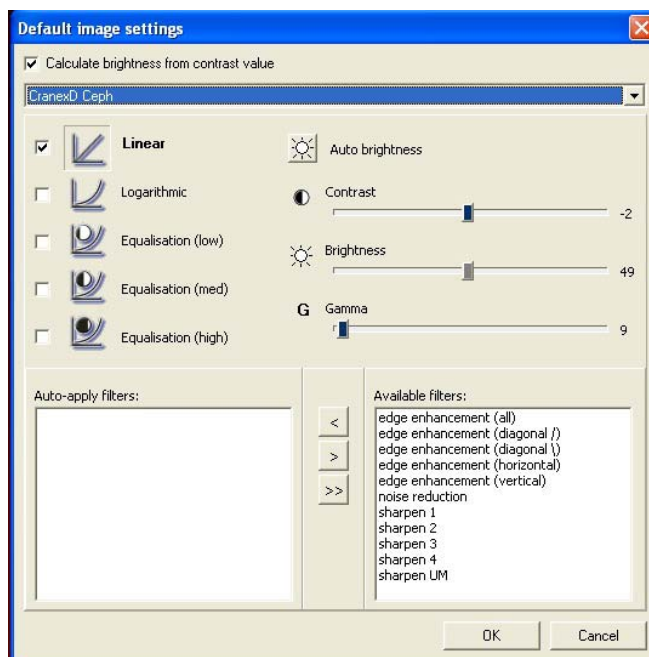 Default image settings
Calculate brightness from contrast value
CranexD Ceph
Linear
Auto brightness
Logarithmic
Contrast
-2
Equalisation (low)
Brightness
49
Equalisation (med)
G Gamma
9
Equalisation (high)
Auto-apply filters:
Available filters:
<
>
>>
edge enhancement (all)
edge enhancement (diagonal /)
edge enhancement (diagonal \)
edge enhancement (horizontal)
edge enhancement (vertical)
noise reduction
sharpen 1
sharpen 2
sharpen 3
sharpen 4
sharpen UM
OK
Cancel